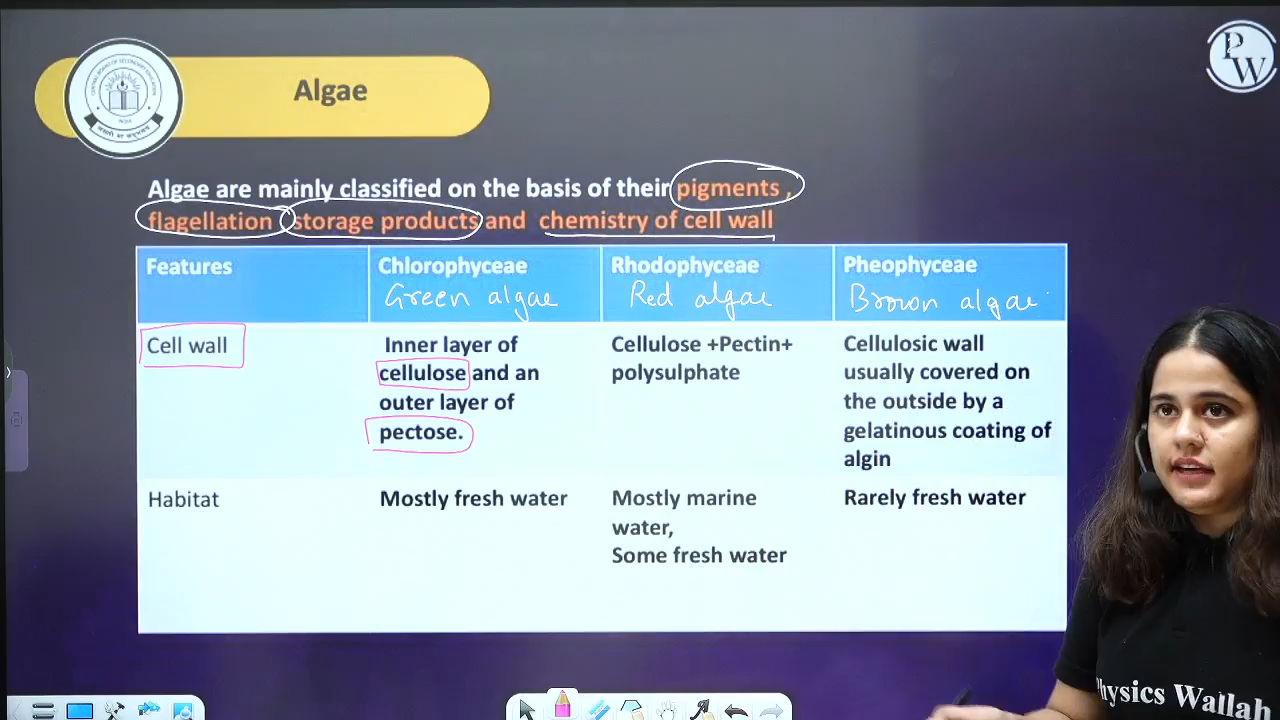 Algae
PW
Algae are mainly classified on the basis of their pigments ,
flagellation storage products and chemistry of cell wall
Features
Chlorophyceae
Green algae
Rhodophyceae
Red algae
Pheophyceae
Brown algae
Cell wall
Inner layer of
cellulose and an
outer layer of
pectose.
Cellulose +Pectin+
polysulphate
Cellulosic wall
usually covered on
the outside by a
gelatinous coating of
algin
Habitat
Mostly fresh water
Mostly marine
water,
Some fresh water
Rarely fresh water
Physics Wallah